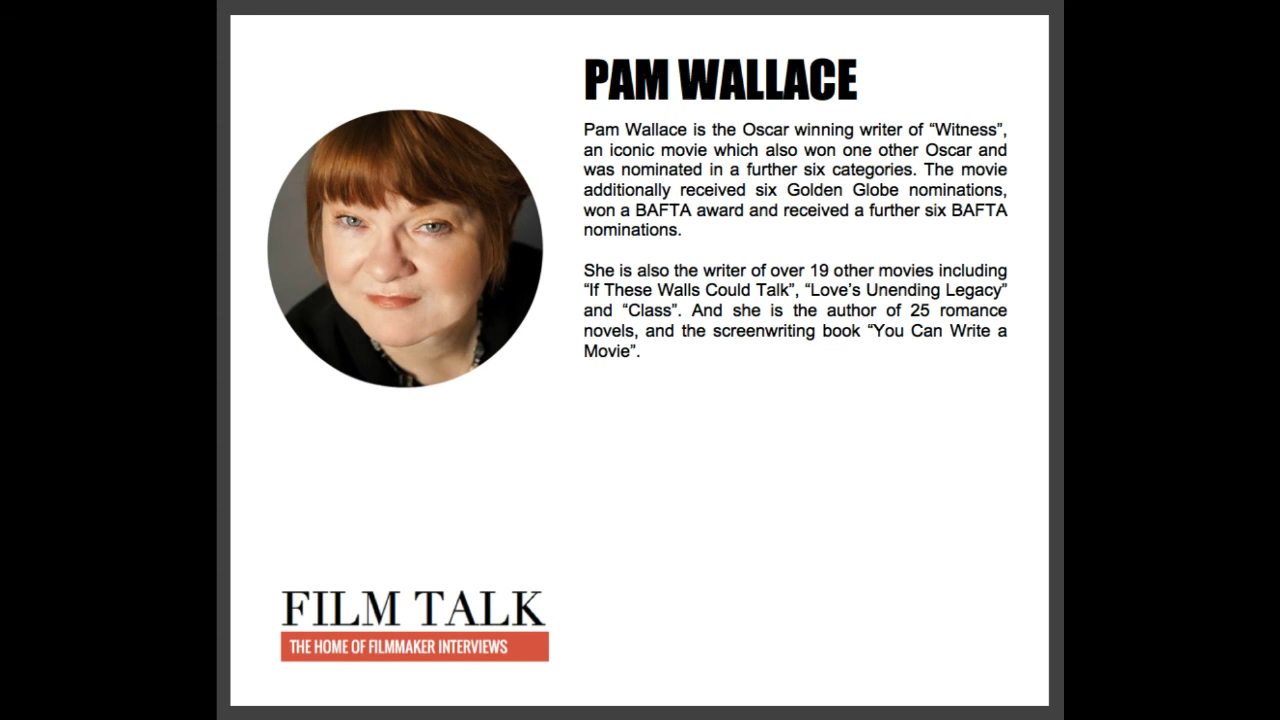 PAM WALLACE
Pam Wallace is the Oscar winning writer of “Witness”,
an iconic movie which also won one other Oscar and
was nominated in a further six categories. The movie
additionally received six Golden Globe nominations,
won a BAFTA award and received a further six BAFTA
nominations.
She is also the writer of over 19 other movies including
“If These Walls Could Talk”, “Love’s Unending Legacy”
and “Class”. And she is the author of 25 romance
novels, and the screenwriting book “You Can Write a
Movie”.
FILM TALK
THE HOME OF FILMMAKER INTERVIEWS